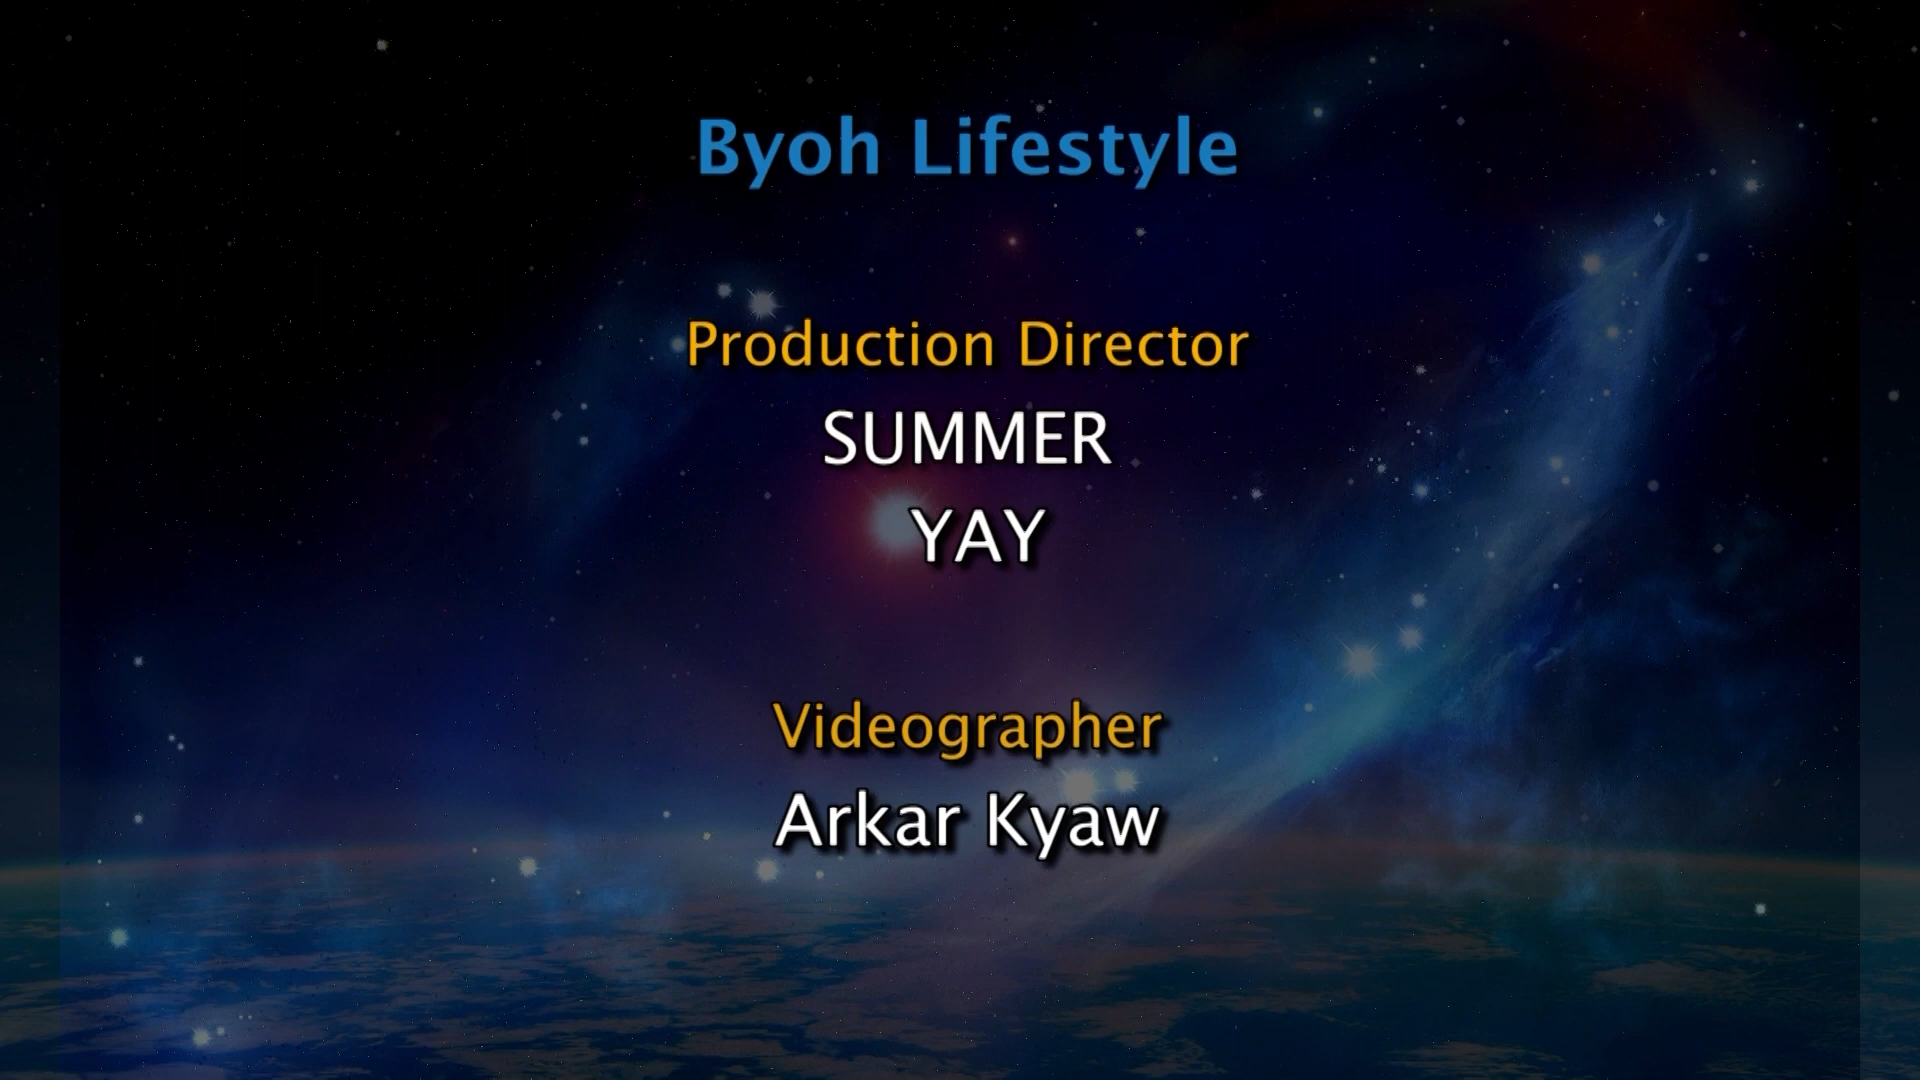 Byoh Lifestyle
Production Director
SUMMER
YAY
Videographer
Arkar Kyaw